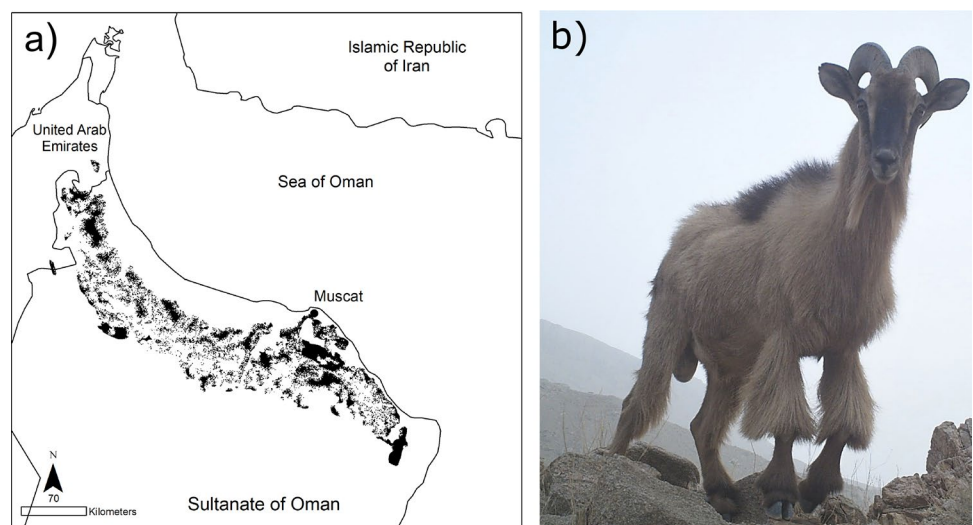 a)
Islamic Republic
of Iran
United Arab
Emirates
Sea of Oman
Muscat
N
70
Kilometers
Sultanate of Oman
b)